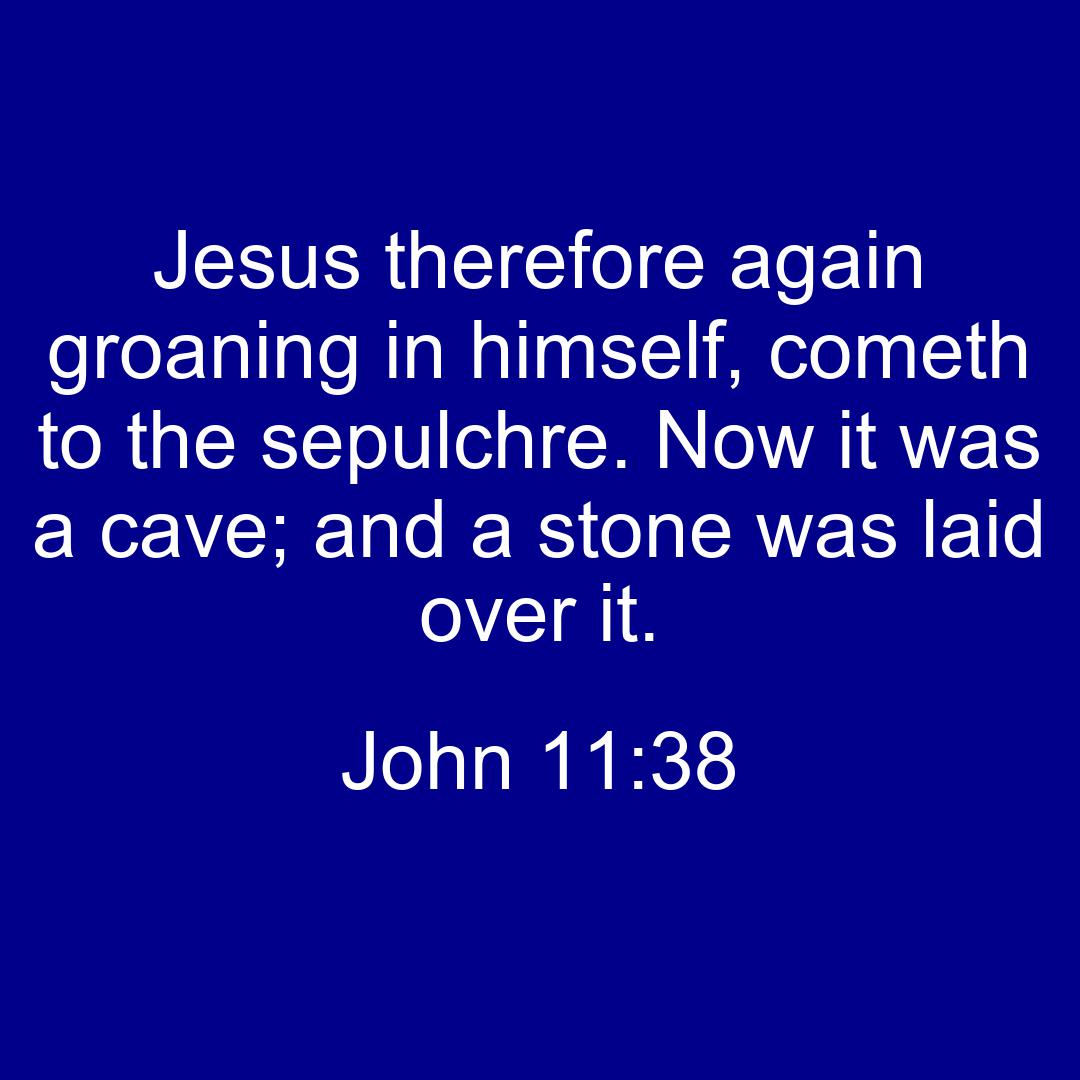 Jesus therefore again
groaning in himself, cometh
to the sepulchre. Now it was
a cave; and a stone was laid
over it.
John 11:38